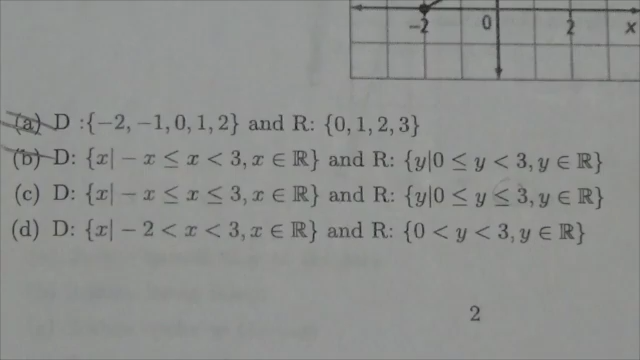 -2 0 2 x
(a) D :{−2, −1, 0, 1, 2} and R: {0, 1, 2, 3}
(b) D: {x| − x ≤ x < 3, x ∈ ℝ} and R: {y|0 ≤ y < 3, y ∈ ℝ}
(c) D: {x| − x ≤ x ≤ 3, x ∈ ℝ} and R: {y|0 ≤ y ≤ 3, y ∈ ℝ}
(d) D: {x| − 2 < x < 3, x ∈ ℝ} and R: {0 < y < 3, y ∈ ℝ}
2